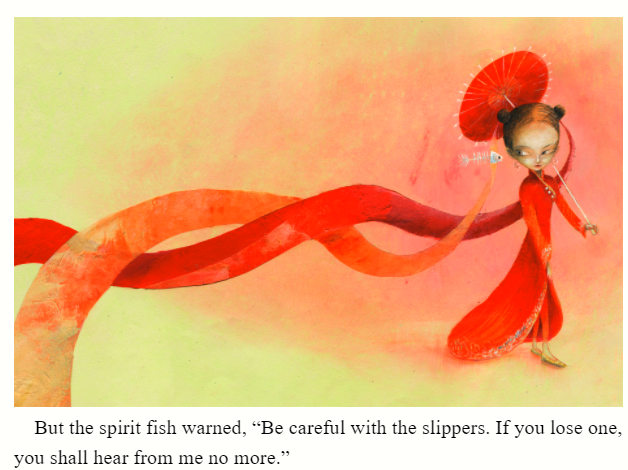 But the spirit fish warned, “Be careful with the slippers. If you lose one,
you shall hear from me no more.”